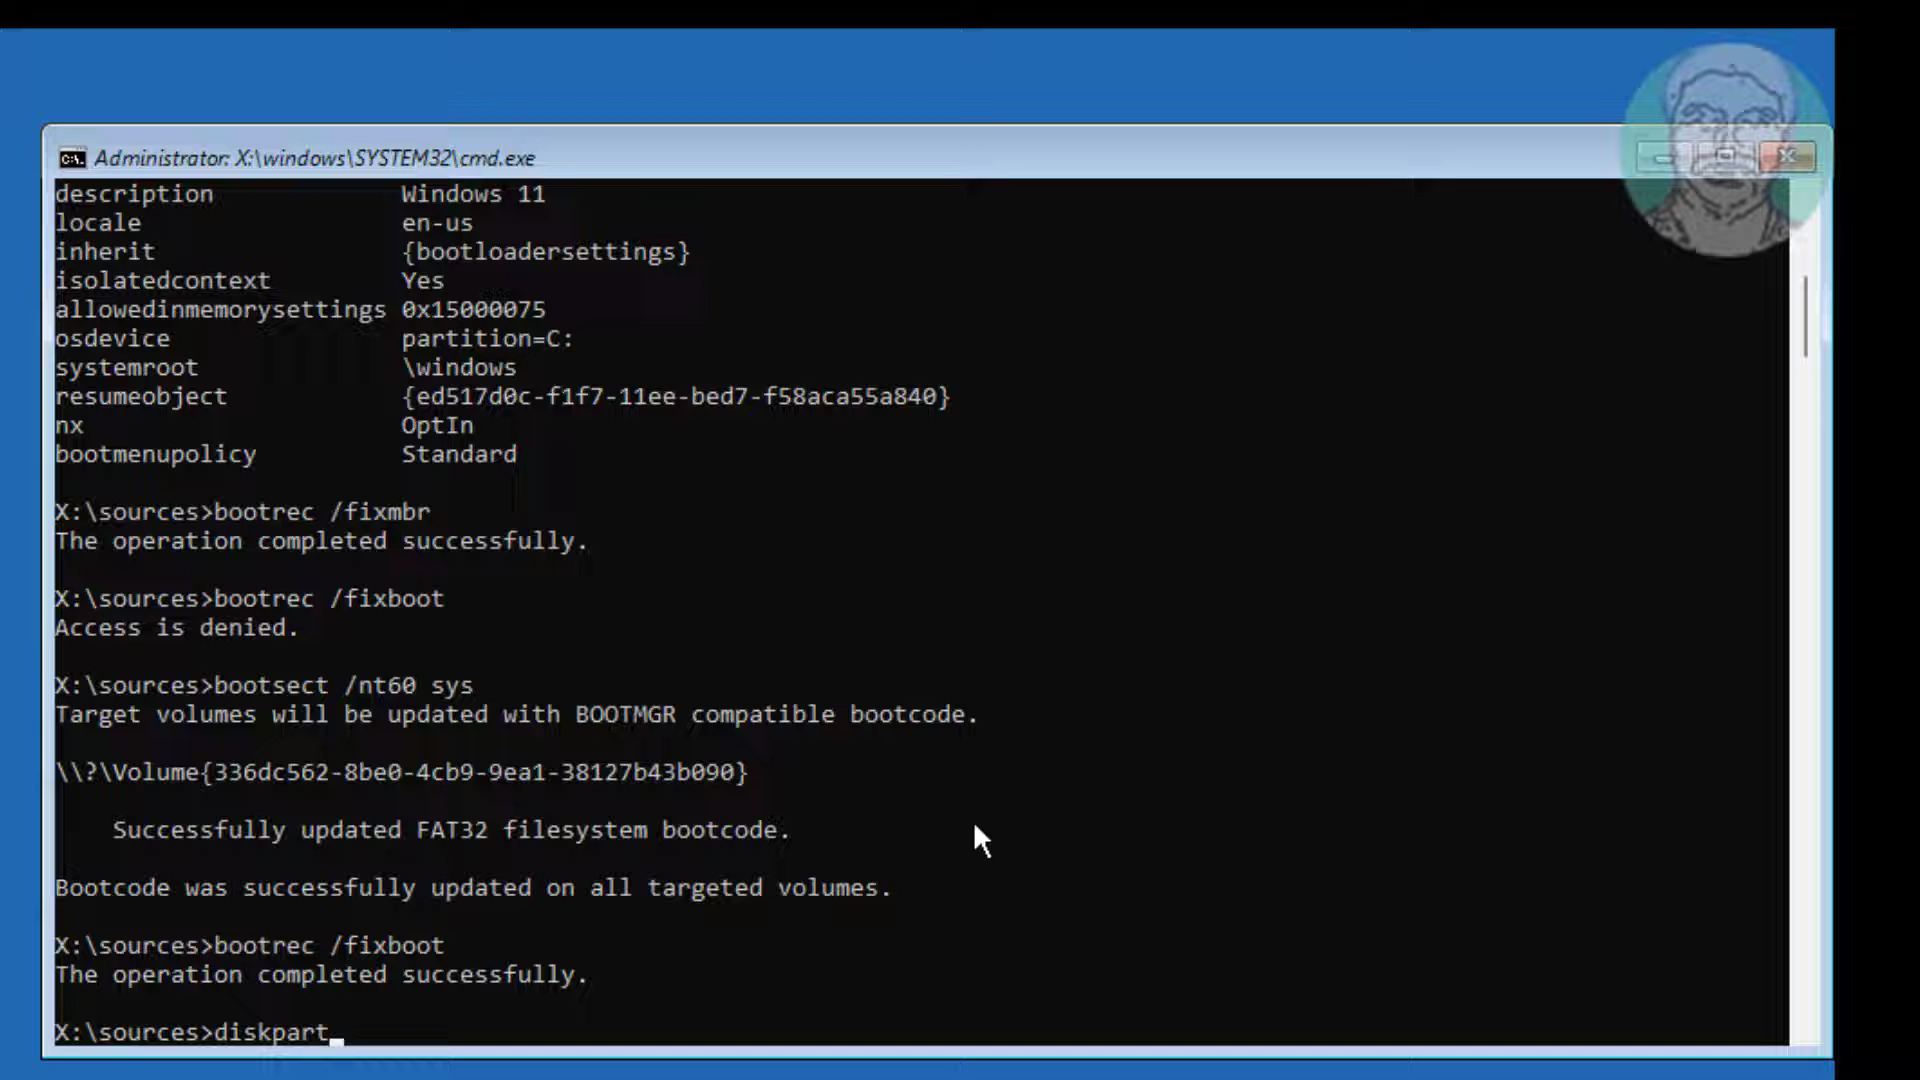 Administrator: X:\windows\SYSTEM32\cmd.exe
description Windows 11
locale en-us
inherit {bootloadersettings}
isolatedcontext Yes
allowedinmemorysettings 0x15000075
osdevice partition=C:
systemroot \windows
resumeobject {ed517d0c-f1f7-11ee-bed7-f58aca55a840}
nx OptIn
bootmenupolicy Standard
X:\sources>bootrec /fixmbr
The operation completed successfully.
X:\sources>bootrec /fixboot
Access is denied.
X:\sources>bootsect /nt60 sys
Target volumes will be updated with BOOTMGR compatible bootcode.
\\?\Volume{336dc562-8be0-4cb9-9ea1-38127b43b090}
Successfully updated FAT32 filesystem bootcode.
Bootcode was successfully updated on all targeted volumes.
X:\sources>bootrec /fixboot
The operation completed successfully.
X:\sources>diskpart